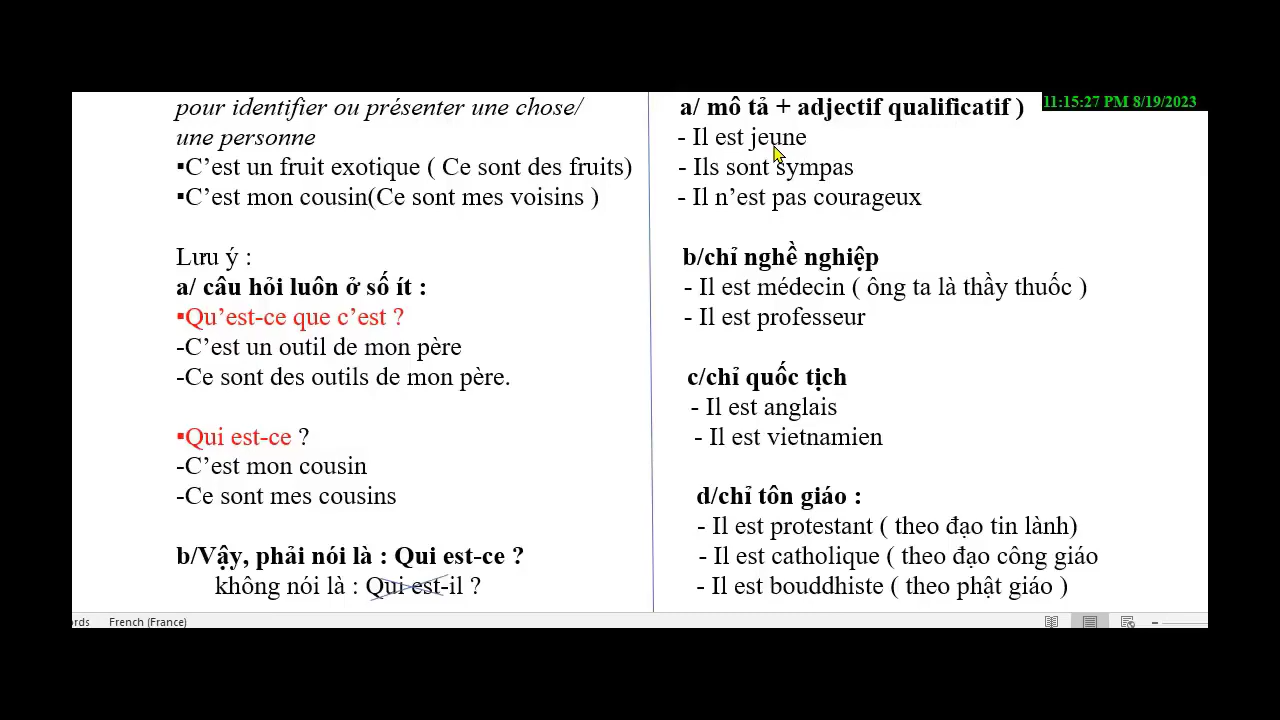 11:15:27 PM 8/19/2023
pour identifier ou présenter une chose/
une personne
▪C’est un fruit exotique ( Ce sont des fruits)
▪C’est mon cousin(Ce sont mes voisins )
Lưu ý :
a/ câu hỏi luôn ở số ít :
▪Qu’est-ce que c’est ?
-C’est un outil de mon père
-Ce sont des outils de mon père.
▪Qui est-ce ?
-C’est mon cousin
-Ce sont mes cousins
b/Vậy, phải nói là : Qui est-ce ?
không nói là : Qui est-il ?
a/ mô tả + adjectif qualificatif )
- Il est jeune
- Ils sont sympas
- Il n’est pas courageux
b/chỉ nghề nghiệp
- Il est médecin ( ông ta là thầy thuốc )
- Il est professeur
c/chỉ quốc tịch
- Il est anglais
- Il est vietnamien
d/chỉ tôn giáo :
- Il est protestant ( theo đạo tin lành)
- Il est catholique ( theo đạo công giáo
- Il est bouddhiste ( theo phật giáo )
French (France)